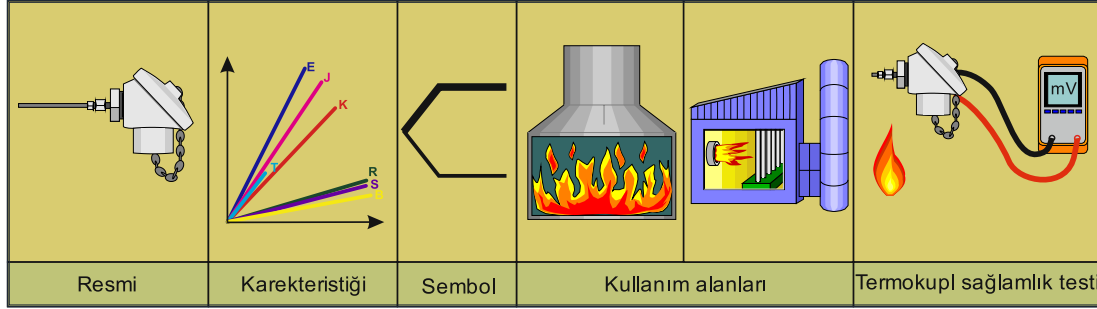 E
J
K
T
R
S
B
mV
Resmi
Karekteristiği
Sembol
Kullanım alanları
Termokupl sağlamlık testi